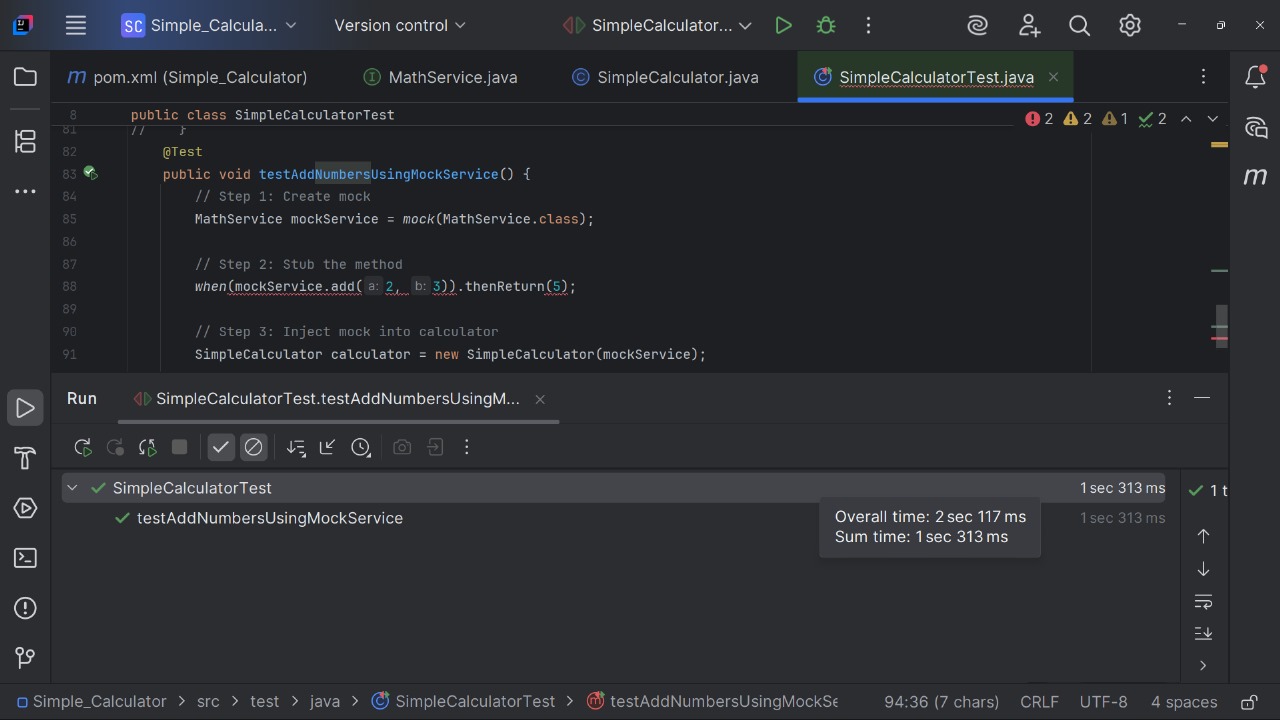 SC Simple_Calcula... Version control SimpleCalculator...
pom.xml (Simple_Calculator) MathService.java SimpleCalculator.java SimpleCalculatorTest.java
8 public class SimpleCalculatorTest 2 2 1 2
81 // }
82 @Test
83 public void testAddNumbersUsingMockService() {
84 // Step 1: Create mock
85 MathService mockService = mock(MathService.class);
86
87 // Step 2: Stub the method
88 when(mockService.add( a: 2, b: 3)).thenReturn(5);
89
90 // Step 3: Inject mock into calculator
91 SimpleCalculator calculator = new SimpleCalculator(mockService);
Run SimpleCalculatorTest.testAddNumbersUsingM...
SimpleCalculatorTest 1 sec 313 ms 1 t
testAddNumbersUsingMockService 1 sec 313 ms
Overall time: 2 sec 117 ms
Sum time: 1 sec 313 ms
Simple_Calculator > src > test > java > SimpleCalculatorTest > testAddNumbersUsingMockSe 94:36 (7 chars) CRLF UTF-8 4 spaces